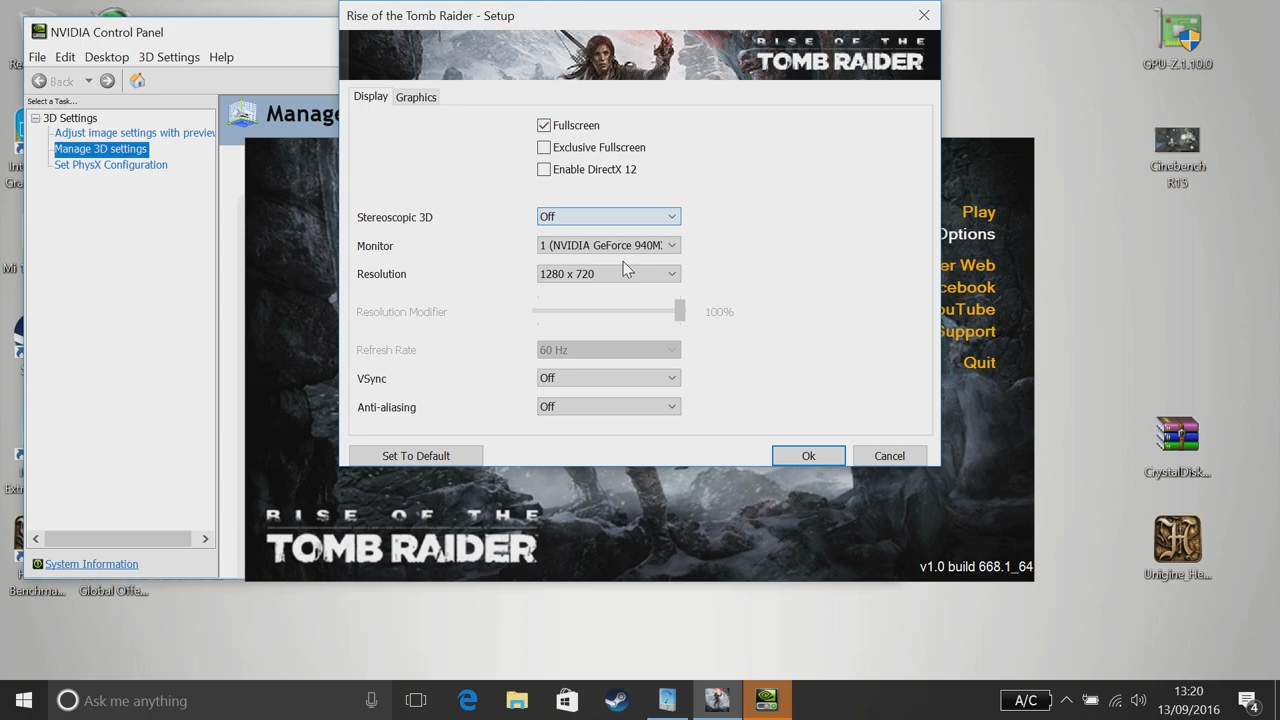 NVIDIA Control Panel
File Edit Desktop 3D Settings Help
Back
Select a Task...
3D Settings
Adjust image settings with preview
Manage 3D settings
Set PhysX Configuration
System Information
Manage
Rise of the Tomb Raider - Setup
RISE OF THE
TOMB RAIDER
Display Graphics
Fullscreen
Exclusive Fullscreen
Enable DirectX 12
Stereoscopic 3D Off
Monitor 1 (NVIDIA GeForce 940M
Resolution 1280 x 720
Resolution Modifier 100%
Refresh Rate 60 Hz
VSync Off
Anti-aliasing Off
Set To Default Ok Cancel
Play
Options
er Web
cebook
ouTube
Support
Quit
RISE OF THE
TOMB RAIDER
v1.0 build 668.1_64
GPU-Z.1.10.0
Cinebench
R15
CrystalDisk...
Unigine_He...
Benchma... Global Offe...
Ask me anything
A/C
13:20
13/09/2016
4